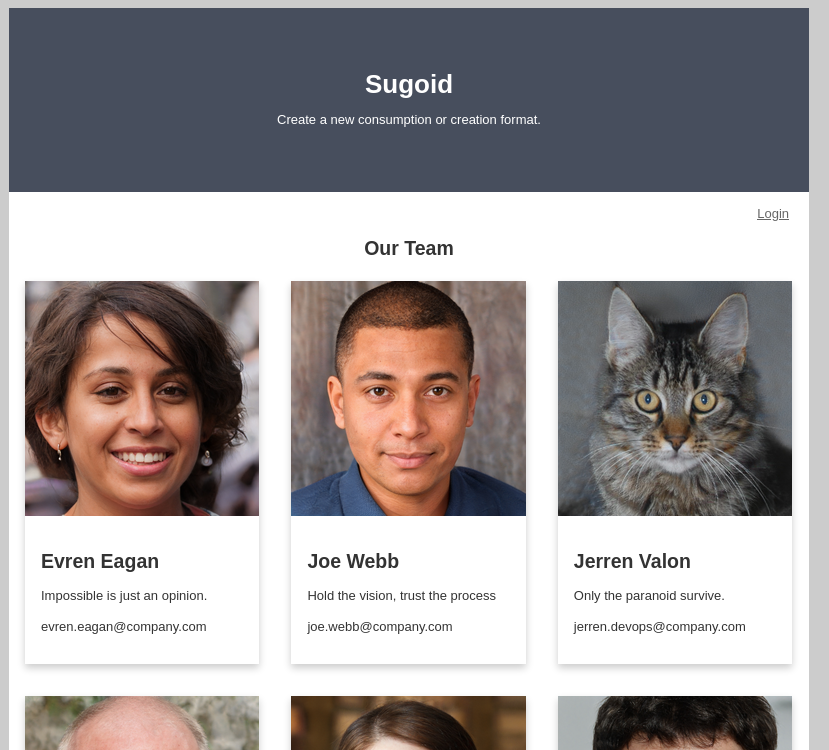 Sugoid
Create a new consumption or creation format.
Login
Our Team
Evren Eagan
Joe Webb
Jerren Valon
Impossible is just an opinion.
Hold the vision, trust the process
Only the paranoid survive.
evren.eagan@company.com
joe.webb@company.com
jerren.devops@company.com